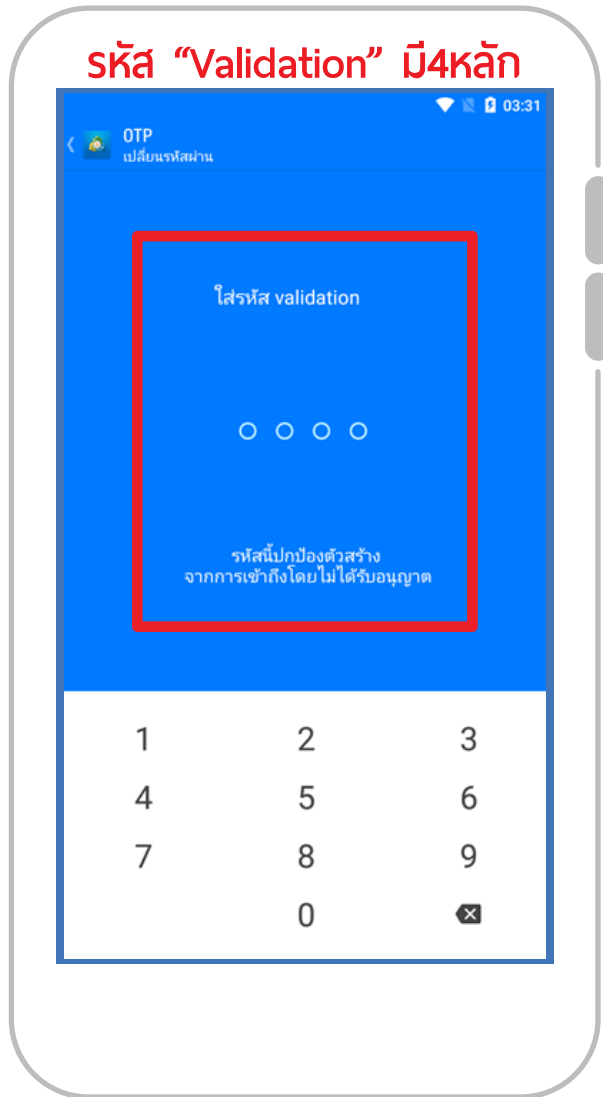 รหัส “Validation” มี4หลัก
03:31
OTP
เปลี่ยนรหัสผ่าน
ใส่รหัส validation
รหัสนี้ปกป้องตัวสร้าง
จากการเข้าถึงโดยไม่ได้รับอนุญาต
1 2 3
4 5 6
7 8 9
0